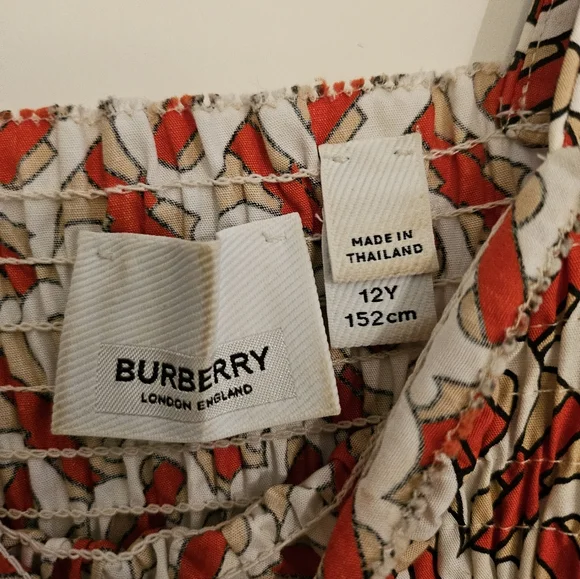 BURBERRY
LONDON ENGLAND
MADE IN
THAILAND
12Y
152cm